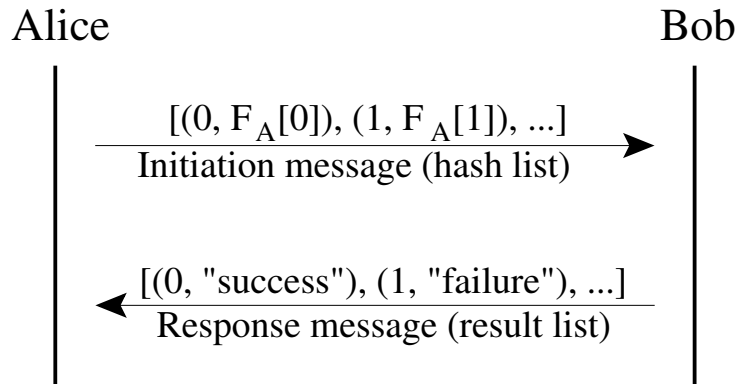 Alice Bob
[(0, F_A[0]), (1, F_A[1]), ...]
Initiation message (hash list)
[(0, "success"), (1, "failure"), ...]
Response message (result list)